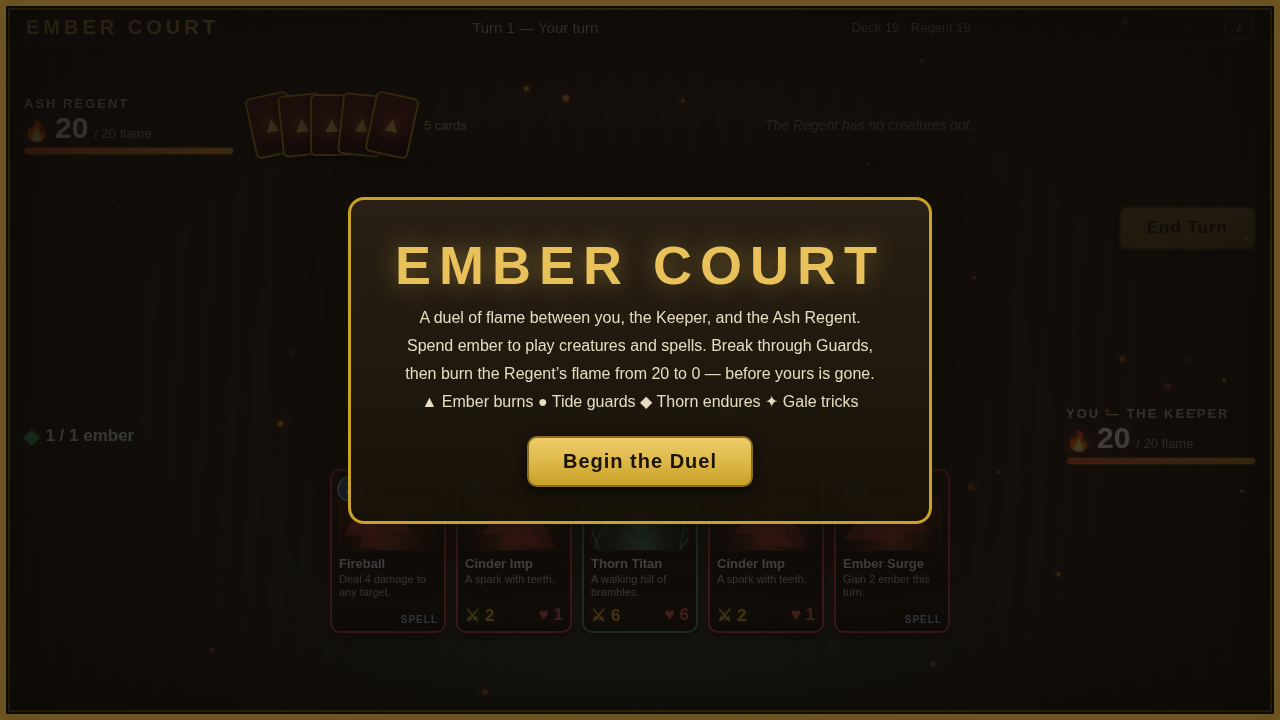 EMBER COURT
Turn 1 — Your turn
Deck 19 · Regent 19
♪
ASH REGENT
20 / 20 flame
5 cards
The Regent has no creatures out.
End Turn
EMBER COURT
A duel of flame between you, the Keeper, and the Ash Regent.
Spend ember to play creatures and spells. Break through Guards,
then burn the Regent's flame from 20 to 0 — before yours is gone.
▲ Ember burns ● Tide guards ◆ Thorn endures ✦ Gale tricks
Begin the Duel
YOU — THE KEEPER
20 / 20 flame
1 / 1 ember
Fireball
Deal 4 damage to
any target.
SPELL
Cinder Imp
A spark with teeth.
2 1
Thorn Titan
A walking hill of
brambles.
6 6
Cinder Imp
A spark with teeth.
2 1
Ember Surge
Gain 2 ember this
turn.
SPELL